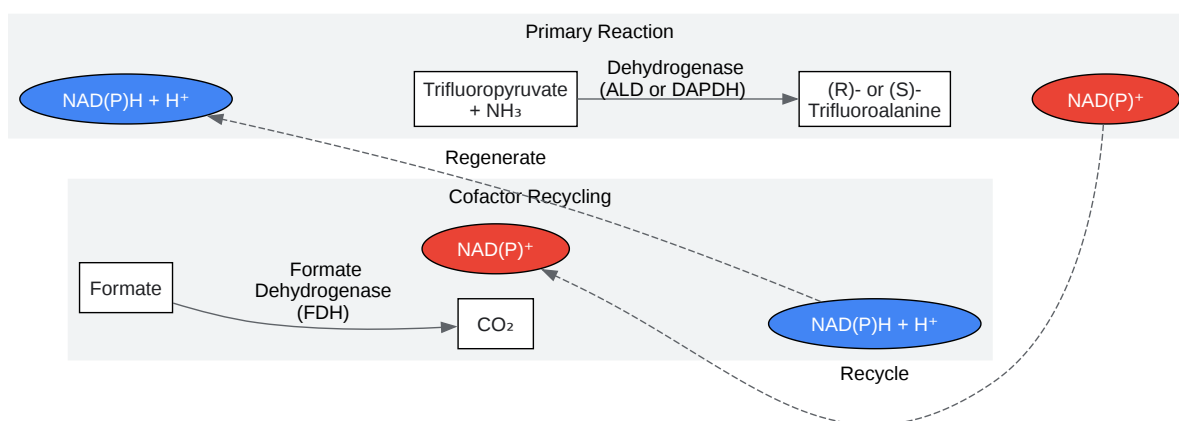 Primary Reaction
NAD(P)H + H⁺
Trifluoropyruvate
+ NH₃
Dehydrogenase
(ALD or DAPDH)
(R)- or (S)-
Trifluoroalanine
NAD(P)⁺
Regenerate
Cofactor Recycling
NAD(P)⁺
Formate
Formate
Dehydrogenase
(FDH)
CO₂
NAD(P)H + H⁺
Recycle